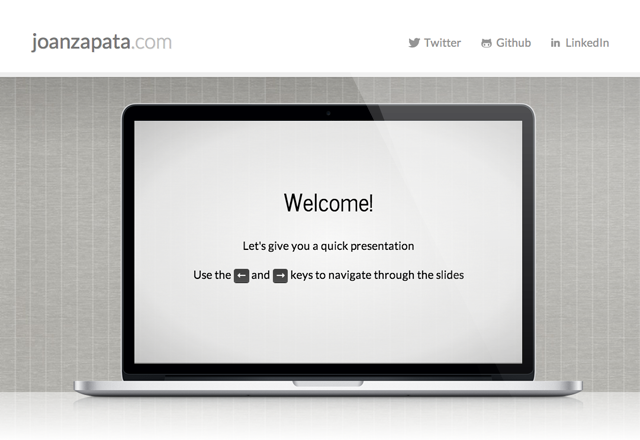 joanzapata.com
Twitter
Github
LinkedIn
Welcome!
Let's give you a quick presentation
Use the ← and → keys to navigate through the slides